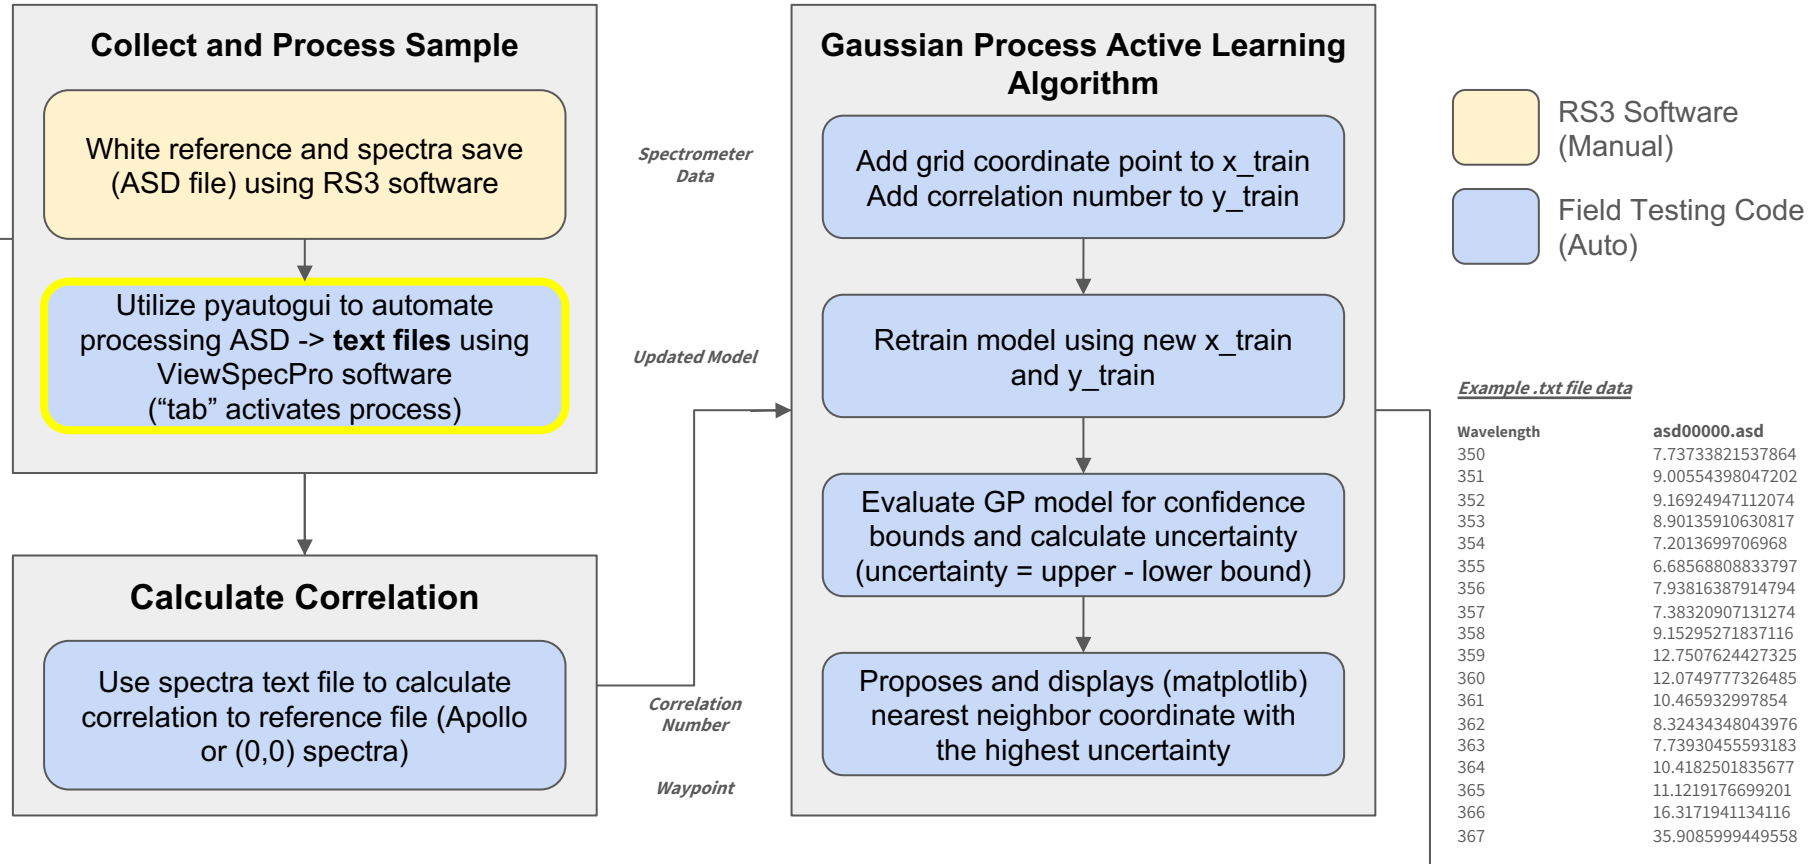 Collect and Process Sample
White reference and spectra save
(ASD file) using RS3 software
Utilize pyautogui to automate
processing ASD -> text files using
ViewSpecPro software
(“tab” activates process)
Calculate Correlation
Use spectra text file to calculate
correlation to reference file (Apollo
or (0,0) spectra)
Spectrometer
Data
Updated Model
Correlation
Number
Waypoint
Gaussian Process Active Learning
Algorithm
Add grid coordinate point to x_train
Add correlation number to y_train
Retrain model using new x_train
and y_train
Evaluate GP model for confidence
bounds and calculate uncertainty
(uncertainty = upper - lower bound)
Proposes and displays (matplotlib)
nearest neighbor coordinate with
the highest uncertainty
RS3 Software
(Manual)
Field Testing Code
(Auto)
Example .txt file data
Wavelength asd00000.asd
350 7.73733821537864
351 9.00554398047202
352 9.16924947112074
353 8.90135910630817
354 7.2013699706968
355 6.68568808833797
356 7.93816387914794
357 7.38320907131274
358 9.15295271837116
359 12.7507624427325
360 12.0749777326485
361 10.465932997854
362 8.32434348043976
363 7.73930455593183
364 10.4182501835677
365 11.1219176699201
366 16.3171941134116
367 35.9085999449558